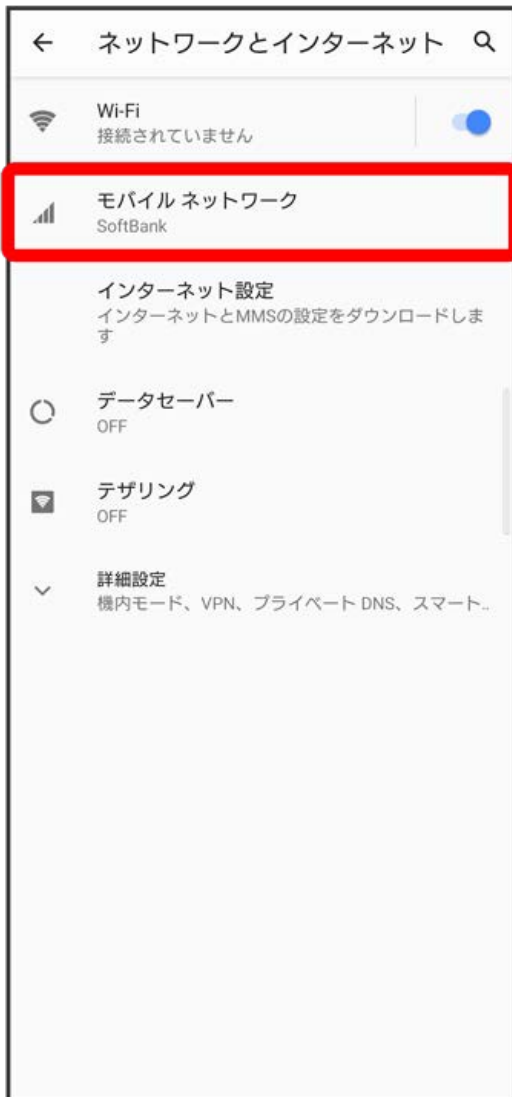 ネットワークとインターネット
Wi-Fi
接続されていません
モバイル ネットワーク
SoftBank
インターネット設定
インターネットとMMSの設定をダウンロードしま
す
データセーバー
OFF
テザリング
OFF
詳細設定
機内モード、VPN、プライベート DNS、スマート..